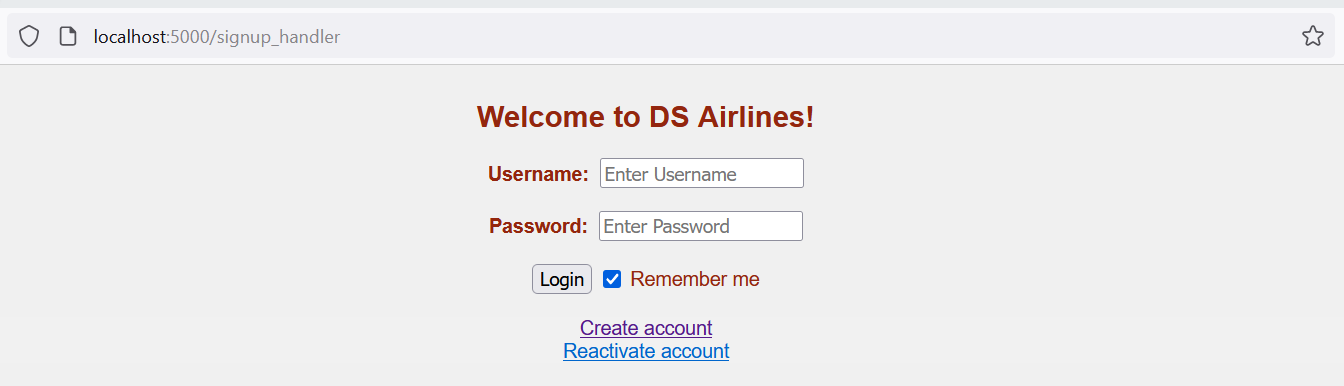 localhost:5000/signup_handler
Welcome to DS Airlines!
Username: Enter Username
Password: Enter Password
Login Remember me
Create account
Reactivate account